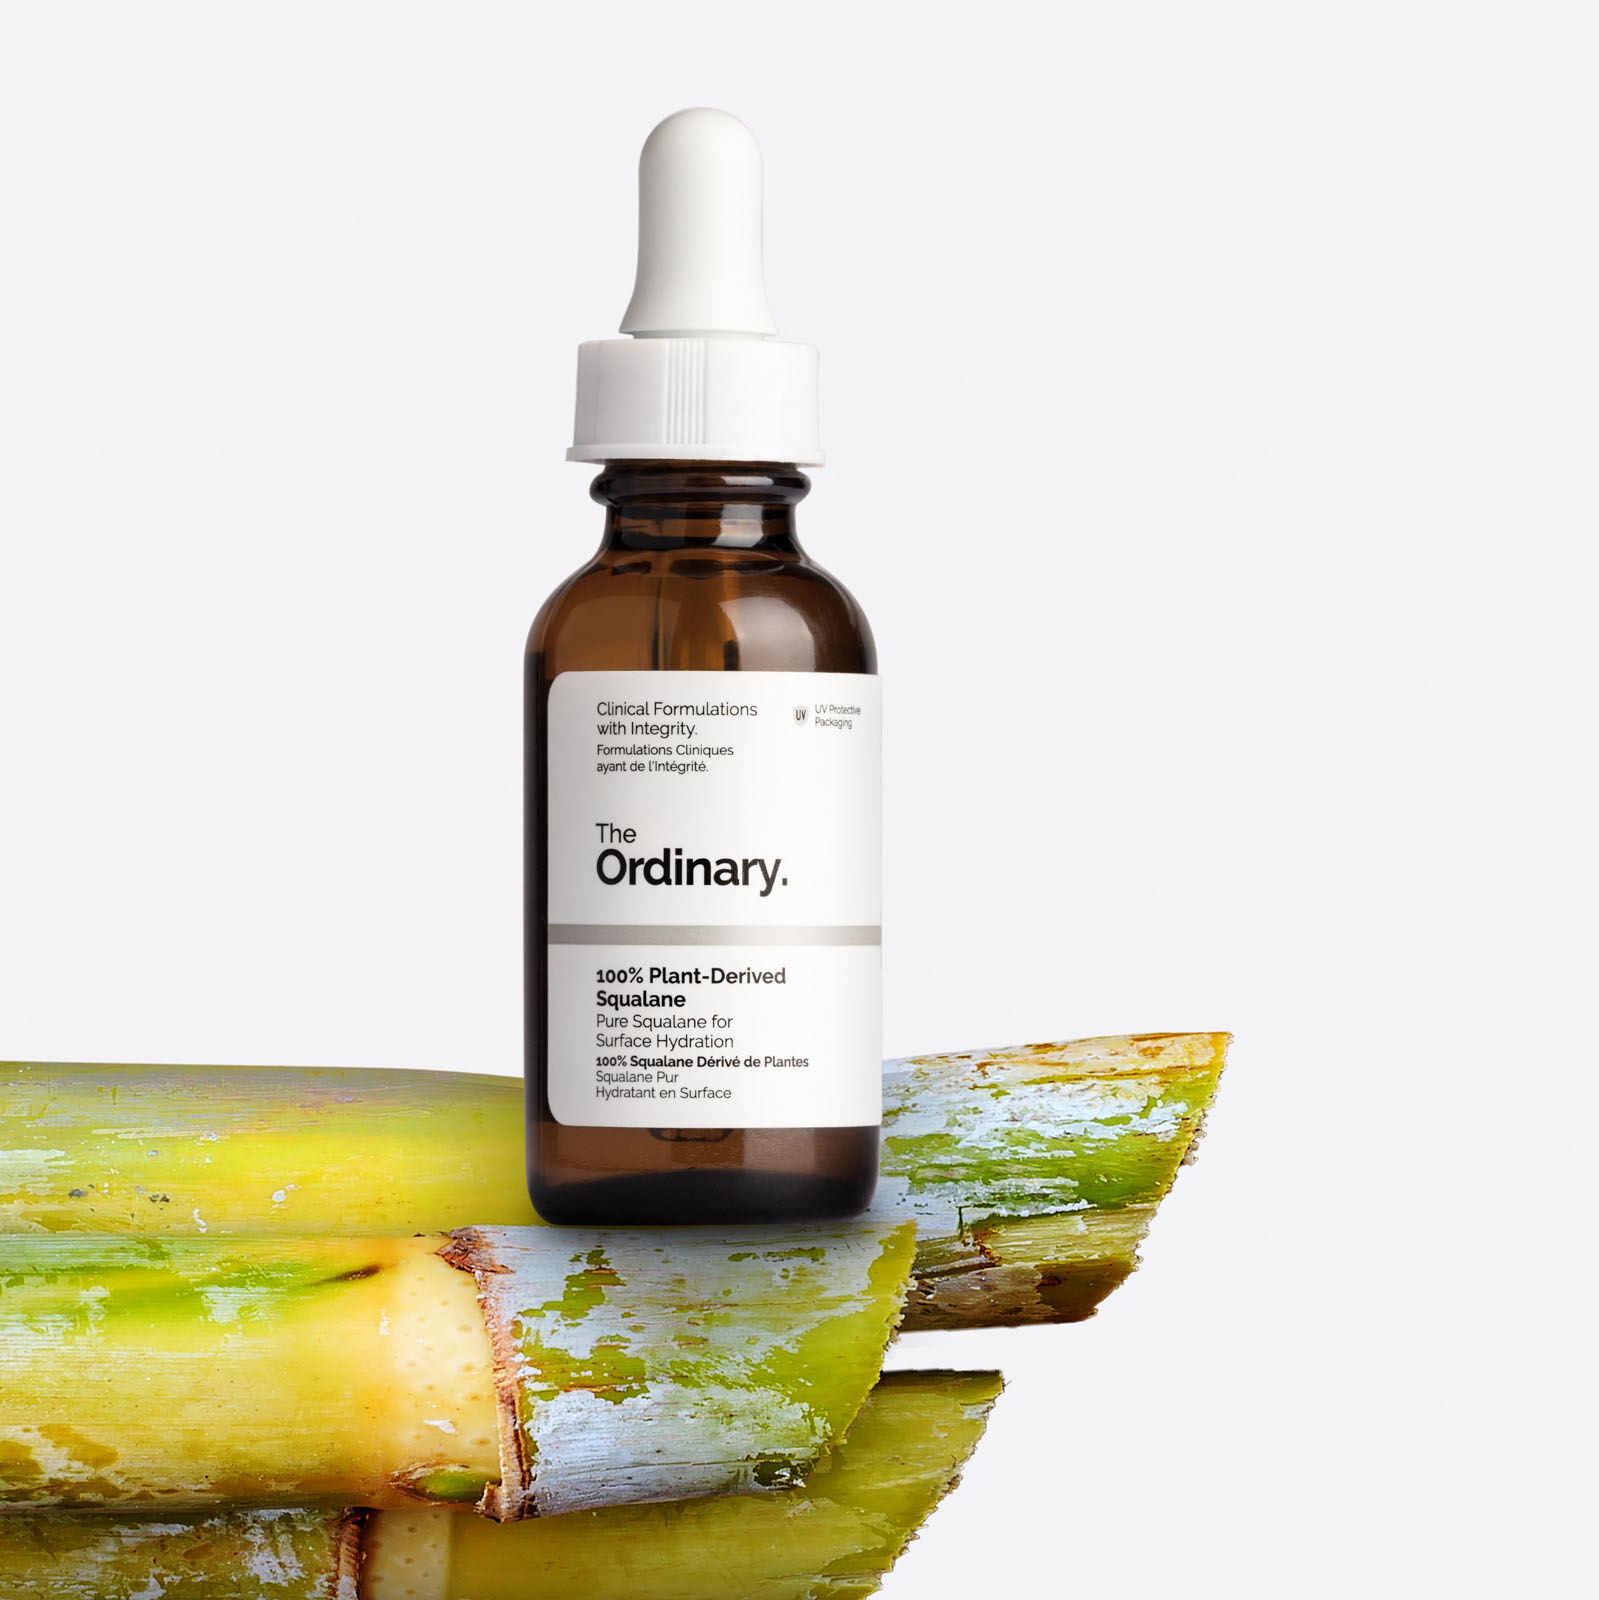 Clinical Formulations
with Integrity.
Formulations Cliniques
ayant de l'Intégrité.
UV
UV Protective
Packaging
The
Ordinary.
100% Plant-Derived
Squalane
Pure Squalane for
Surface Hydration
100% Squalane Dérivé de Plantes
Squalane Pur
Hydratant en Surface